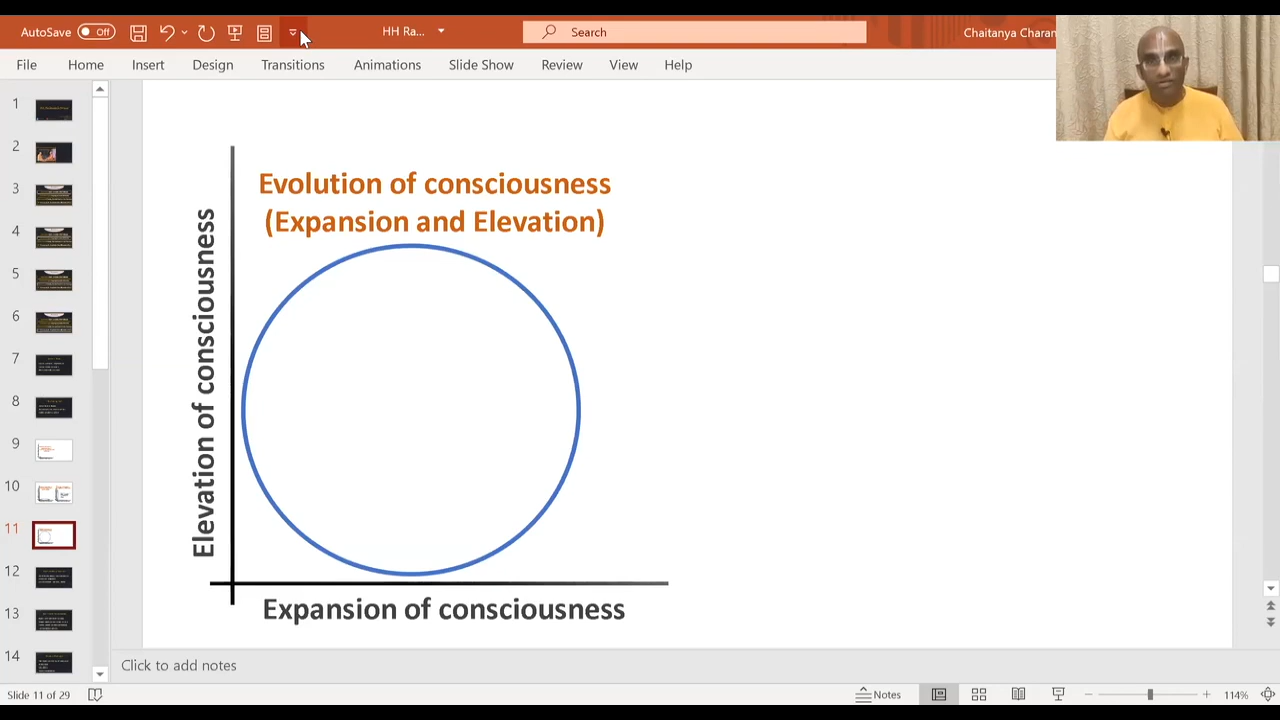 AutoSave Off HH Ra... Search Chaitanya Charan
File Home Insert Design Transitions Animations Slide Show Review View Help
1
2
3
4
5
6
7
8
9
10
11
12
13
14
Evolution of consciousness
(Expansion and Elevation)
Elevation of consciousness
Expansion of consciousness
Click to add notes
Slide 11 of 29 Notes 114%